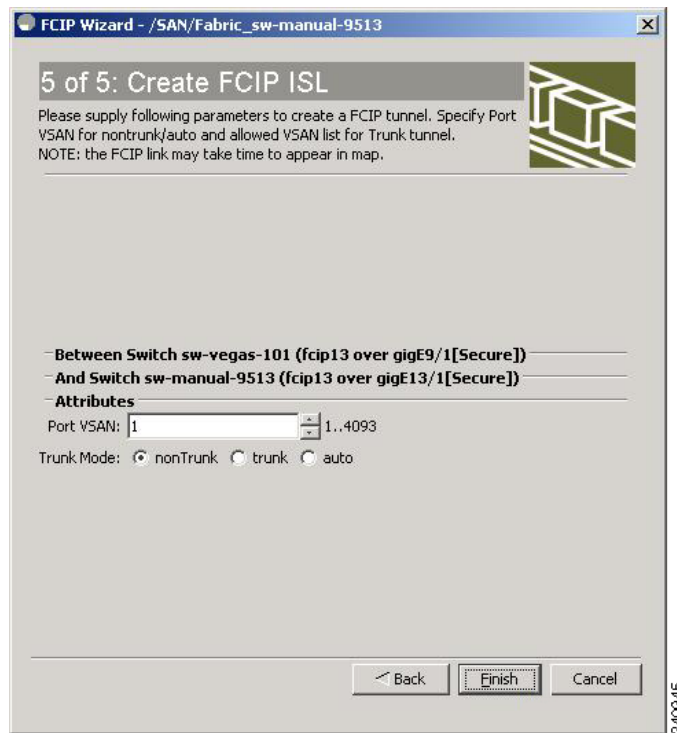 FCIP Wizard - /SAN/Fabric_sw-manual-9513
5 of 5: Create FCIP ISL
Please supply following parameters to create a FCIP tunnel. Specify Port
VSAN for nontrunk/auto and allowed VSAN list for Trunk tunnel.
NOTE: the FCIP link may take time to appear in map.
Between Switch sw-vegas-101 (fcip13 over gigE9/1[Secure])
And Switch sw-manual-9513 (fcip13 over gigE13/1[Secure])
Attributes
Port VSAN: 1 1..4093
Trunk Mode: nonTrunk trunk auto
Back Finish Cancel